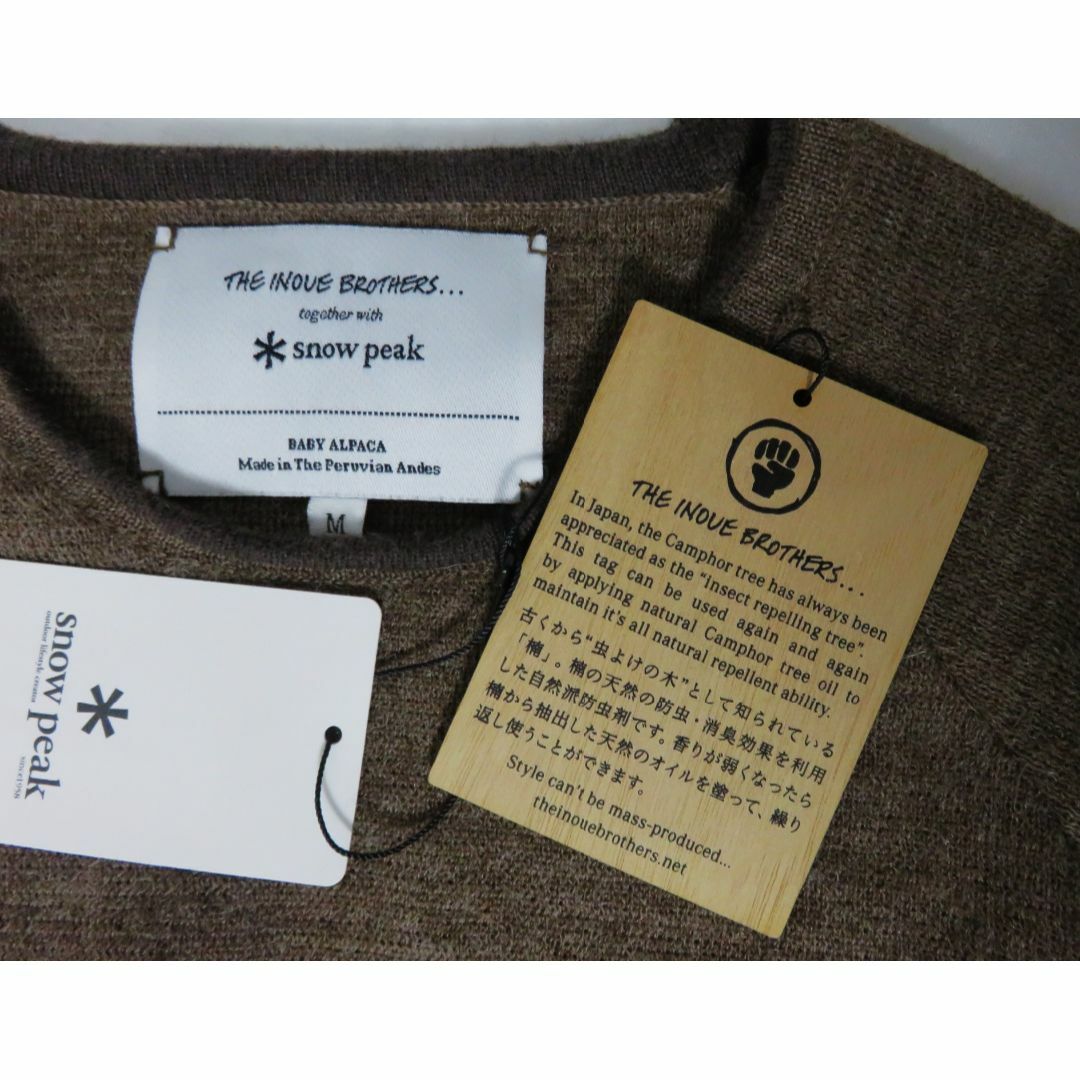 THE INOUE BROTHERS...
together with
snow peak
BABY ALPACA
Made in The Peruvian Andes
M
snow peak
outdoor lifestyle creator
since1958
THE INOUE BROTHERS...
In Japan, the Camphor tree has always been
appreciated as the “insect repelling tree”.
This tag can be used again and again
by applying natural Camphor tree oil to
maintain it's all natural repellent ability.
古くから“虫よけの木”として知られている
「楠」。楠の天然の防虫・消臭効果を利用
した自然派防虫剤です。香りが弱くなったら
楠から抽出した天然のオイルを塗って、繰り
返し使うことができます。
Style can't be mass-produced...
theinouebrothers.net